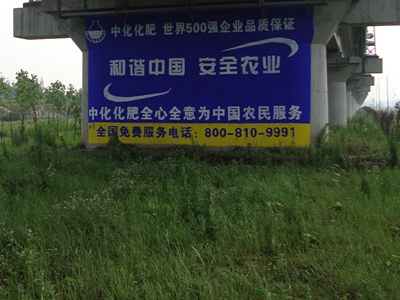 中化化肥 世界500强企业品质保证
和谐中国 安全农业
中化化肥全心全意为中国农民服务
全国免费服务电话：800-810-9991